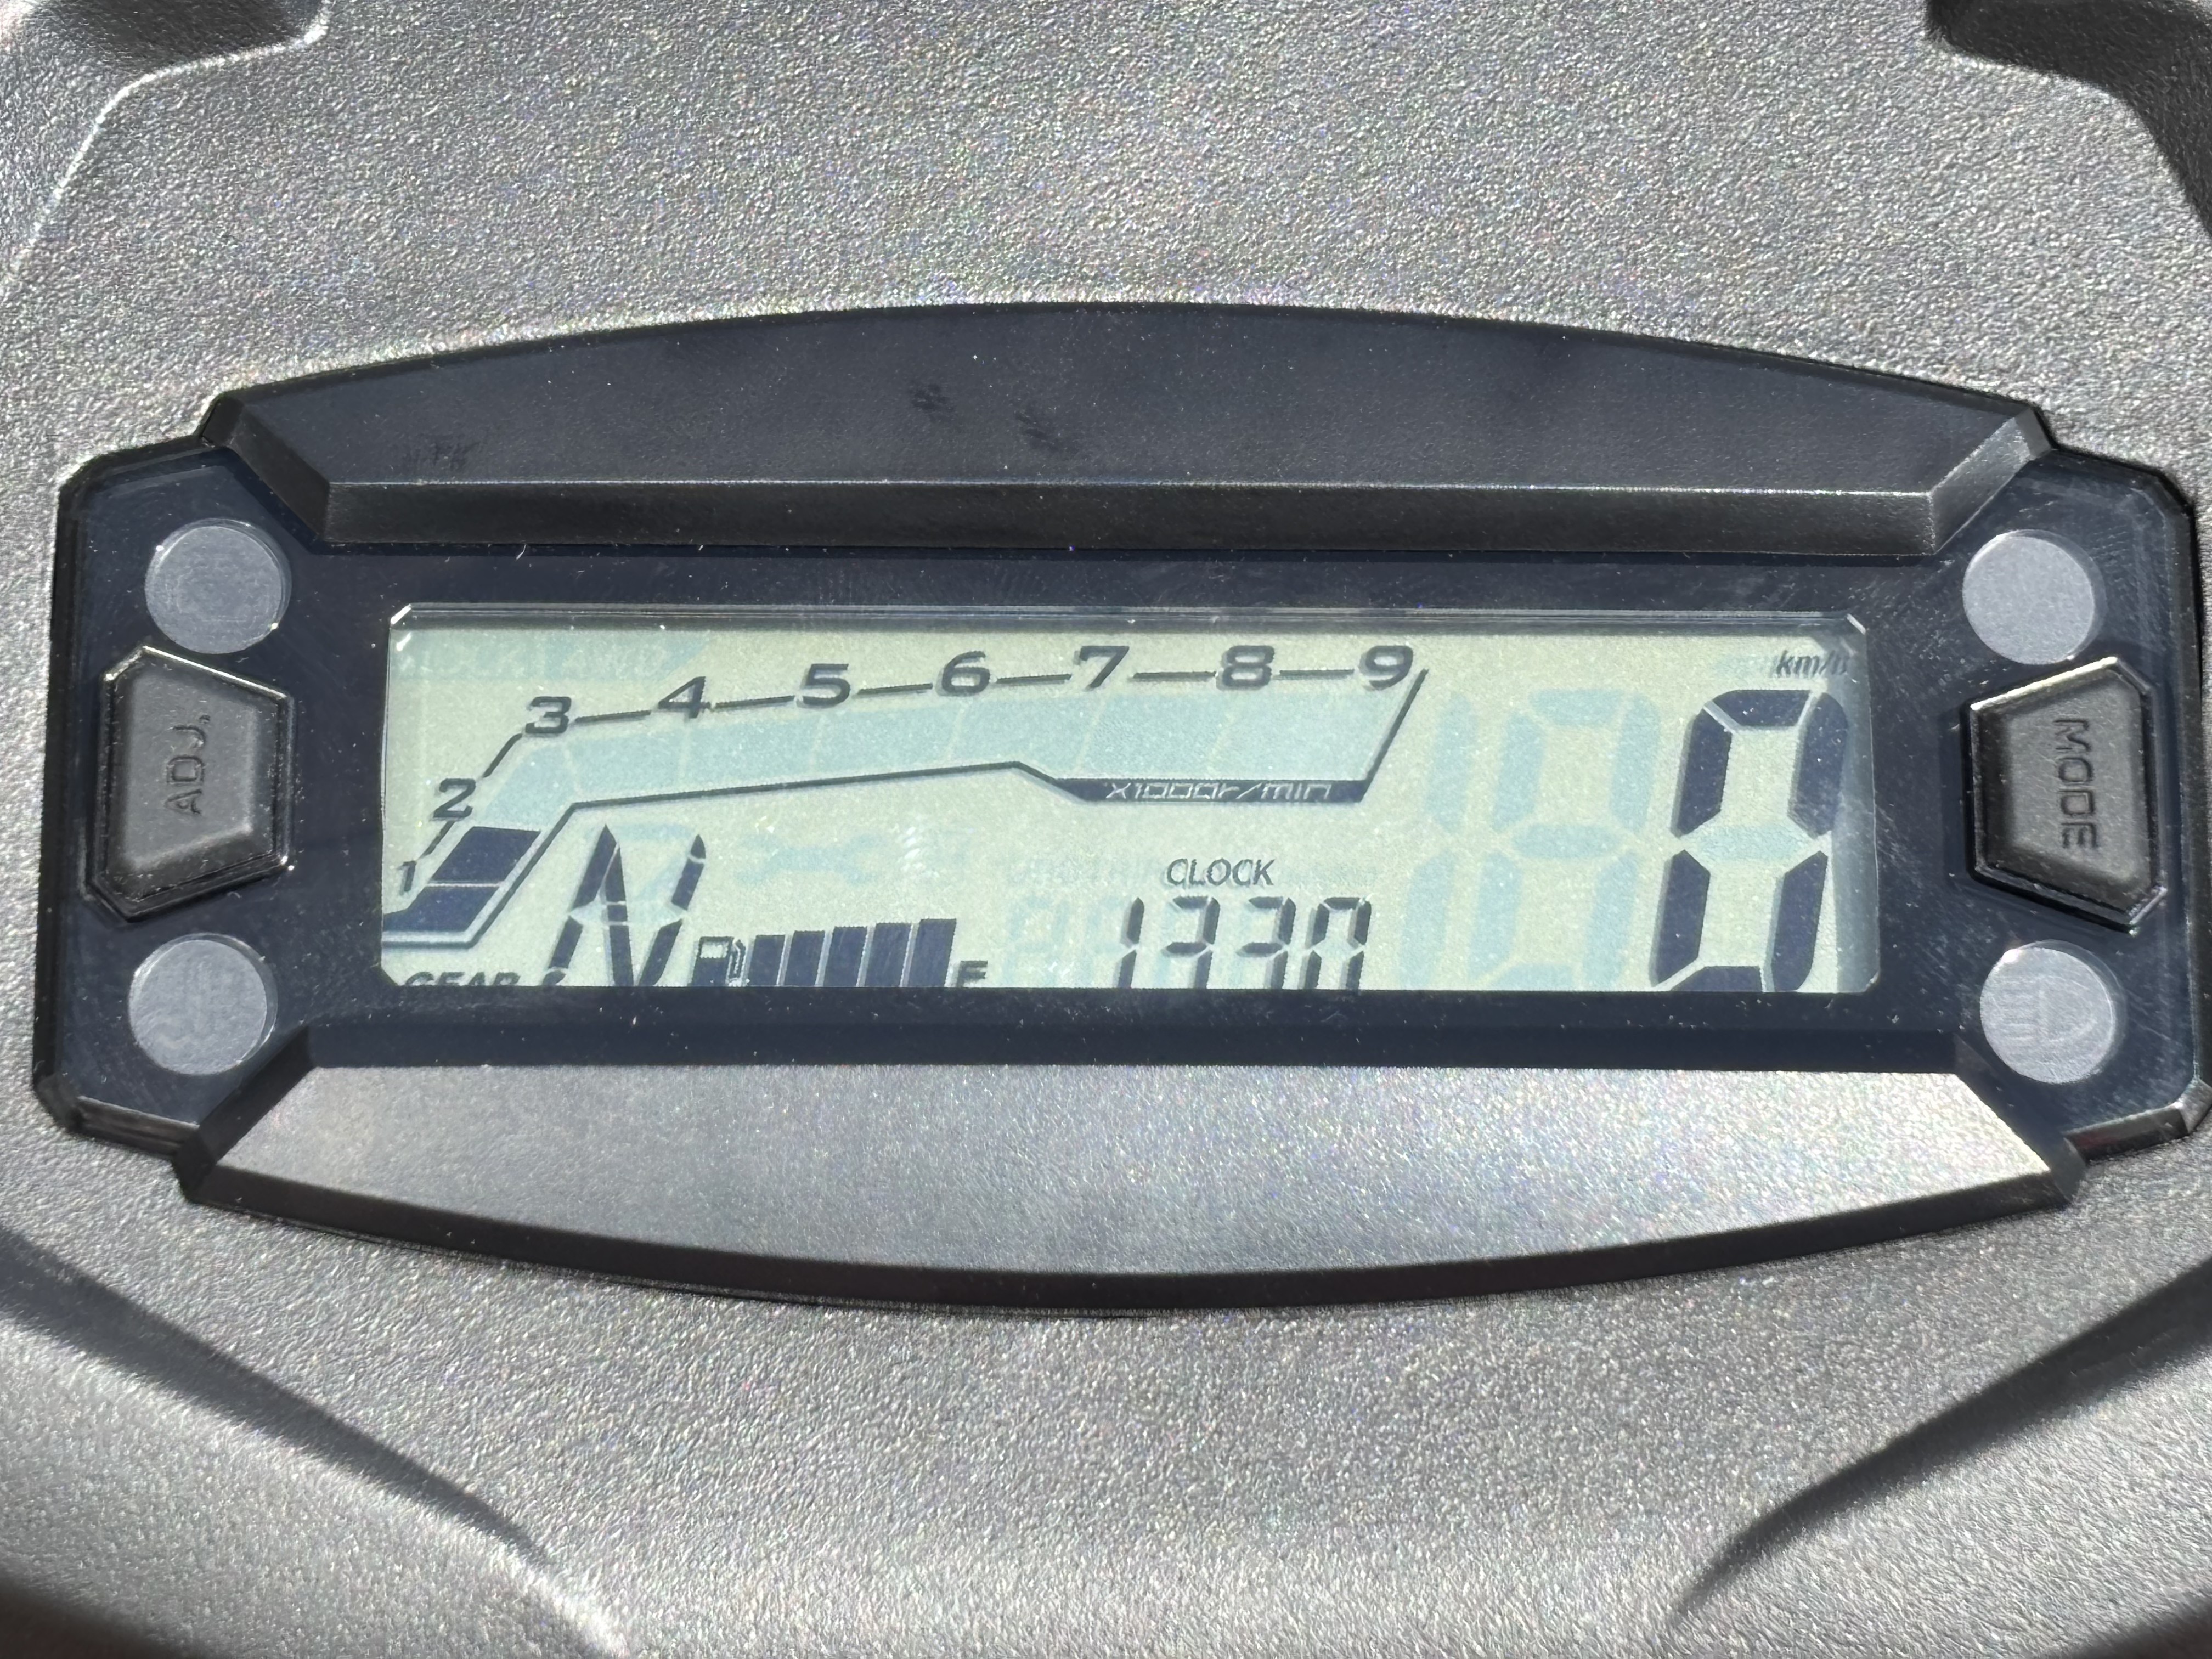 3 4 5 6 7 8 9
km/h
ADJ.
2
MODE
x1000r/min
1
CLOCK
N
1330
0
GEAR
F